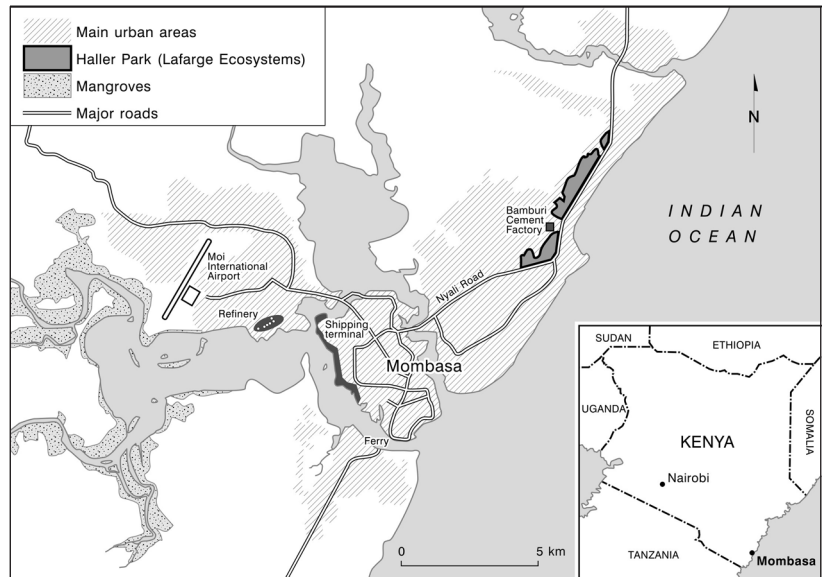 Main urban areas
Haller Park (Lafarge Ecosystems)
Mangroves
Major roads
N
INDIAN
OCEAN
Bamburi
Cement
Factory
Moi
International
Airport
Nyali Road
Refinery
Shipping
terminal
Mombasa
Ferry
0 5 km
SUDAN
ETHIOPIA
UGANDA
SOMALIA
KENYA
Nairobi
TANZANIA
Mombasa